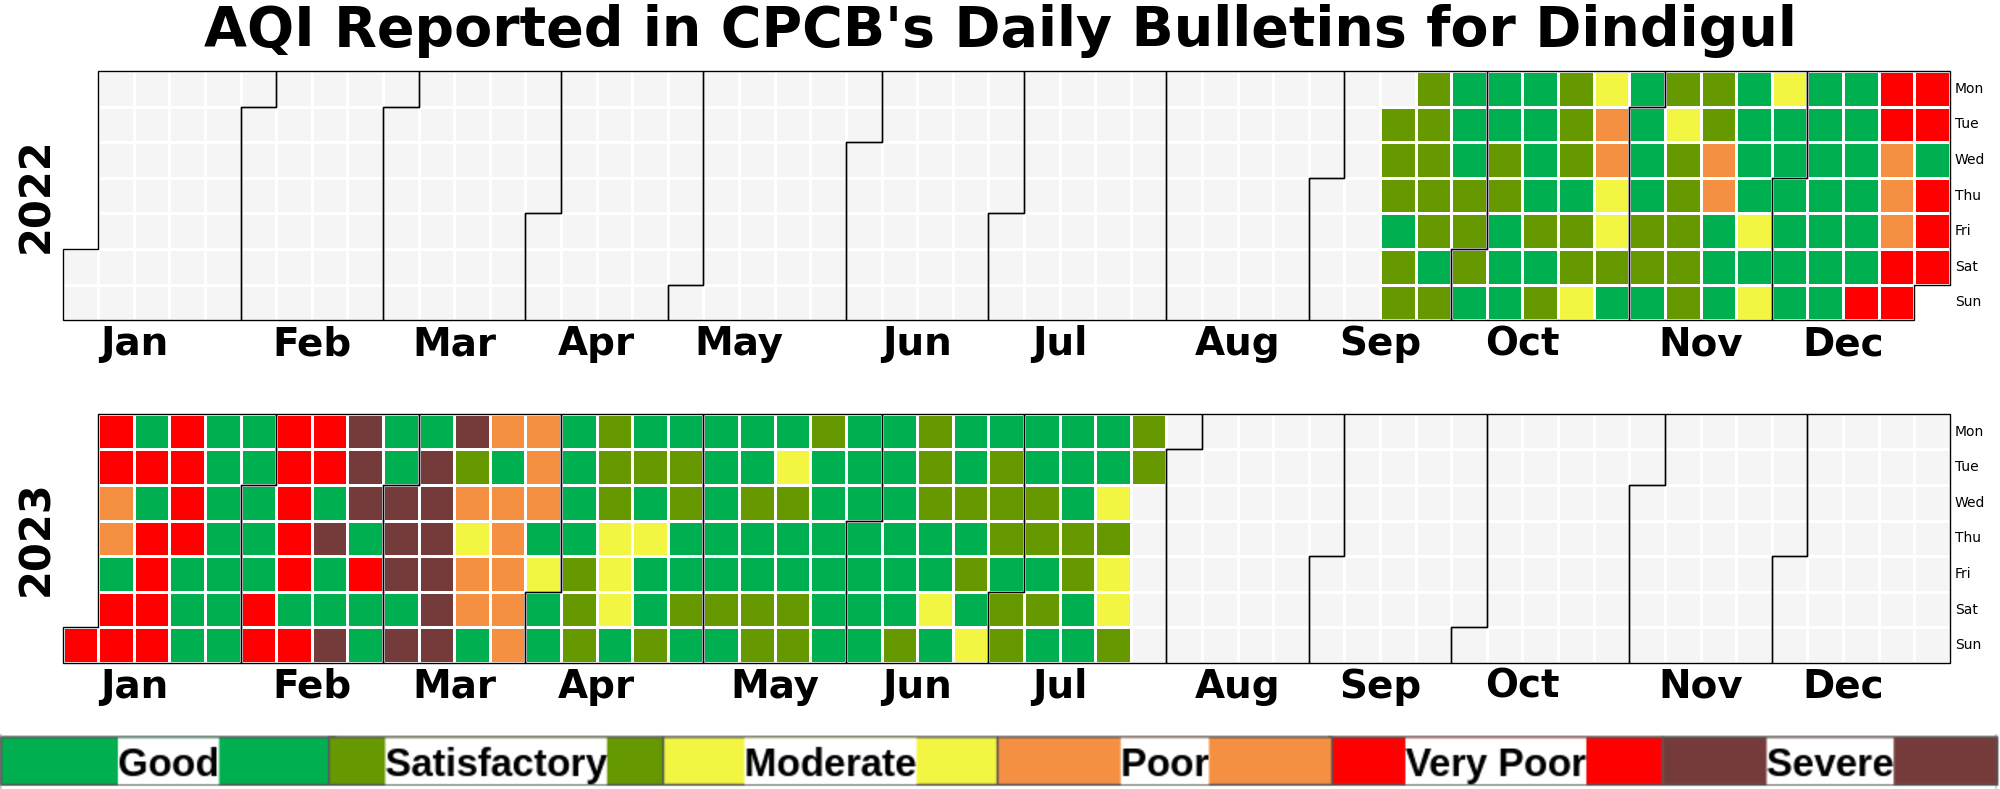 AQI Reported in CPCB's Daily Bulletins for Dindigul
2022
Mon
Tue
Wed
Thu
Fri
Sat
Sun
Jan Feb Mar Apr May Jun Jul Aug Sep Oct Nov Dec
2023
Mon
Tue
Wed
Thu
Fri
Sat
Sun
Jan Feb Mar Apr May Jun Jul Aug Sep Oct Nov Dec
Good Satisfactory Moderate Poor Very Poor Severe